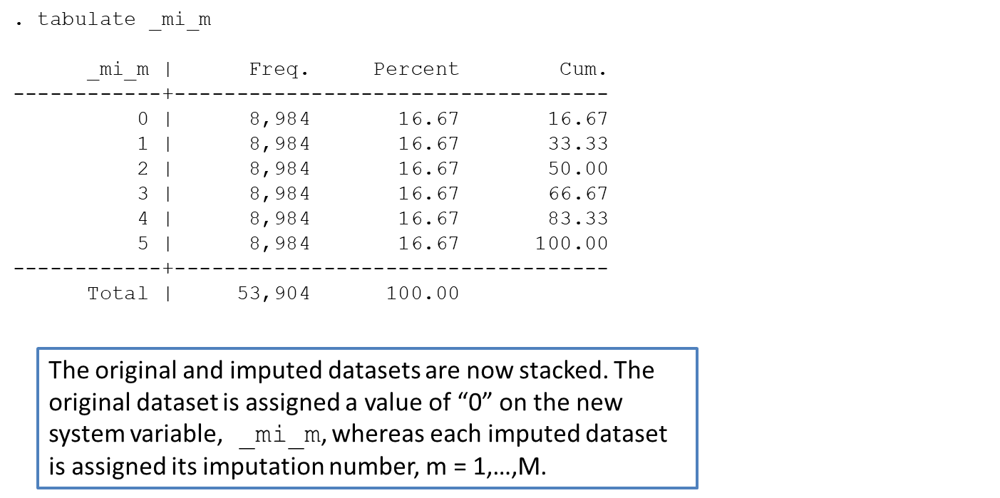 . tabulate _mi_m
_mi_m | Freq. Percent Cum.
------------+-----------------------------------
0 | 8,984 16.67 16.67
1 | 8,984 16.67 33.33
2 | 8,984 16.67 50.00
3 | 8,984 16.67 66.67
4 | 8,984 16.67 83.33
5 | 8,984 16.67 100.00
------------+-----------------------------------
Total | 53,904 100.00
The original and imputed datasets are now stacked. The
original dataset is assigned a value of “0” on the new
system variable, _mi_m, whereas each imputed dataset
is assigned its imputation number, m = 1,…,M.